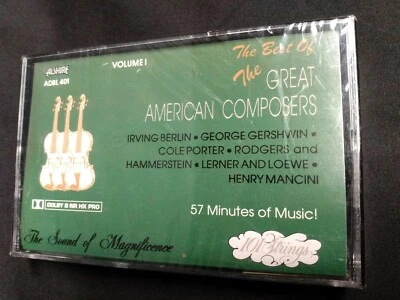 ALSHIRE
ADBL 401
VOLUME I
The Best Of
The GREAT
AMERICAN COMPOSERS
IRVING BERLIN • GEORGE GERSHWIN •
COLE PORTER • RODGERS and
HAMMERSTEIN • LERNER AND LOEWE •
HENRY MANCINI
DOLBY B NR HX PRO
57 Minutes of Music!
The Sound of Magnificence
101 Strings